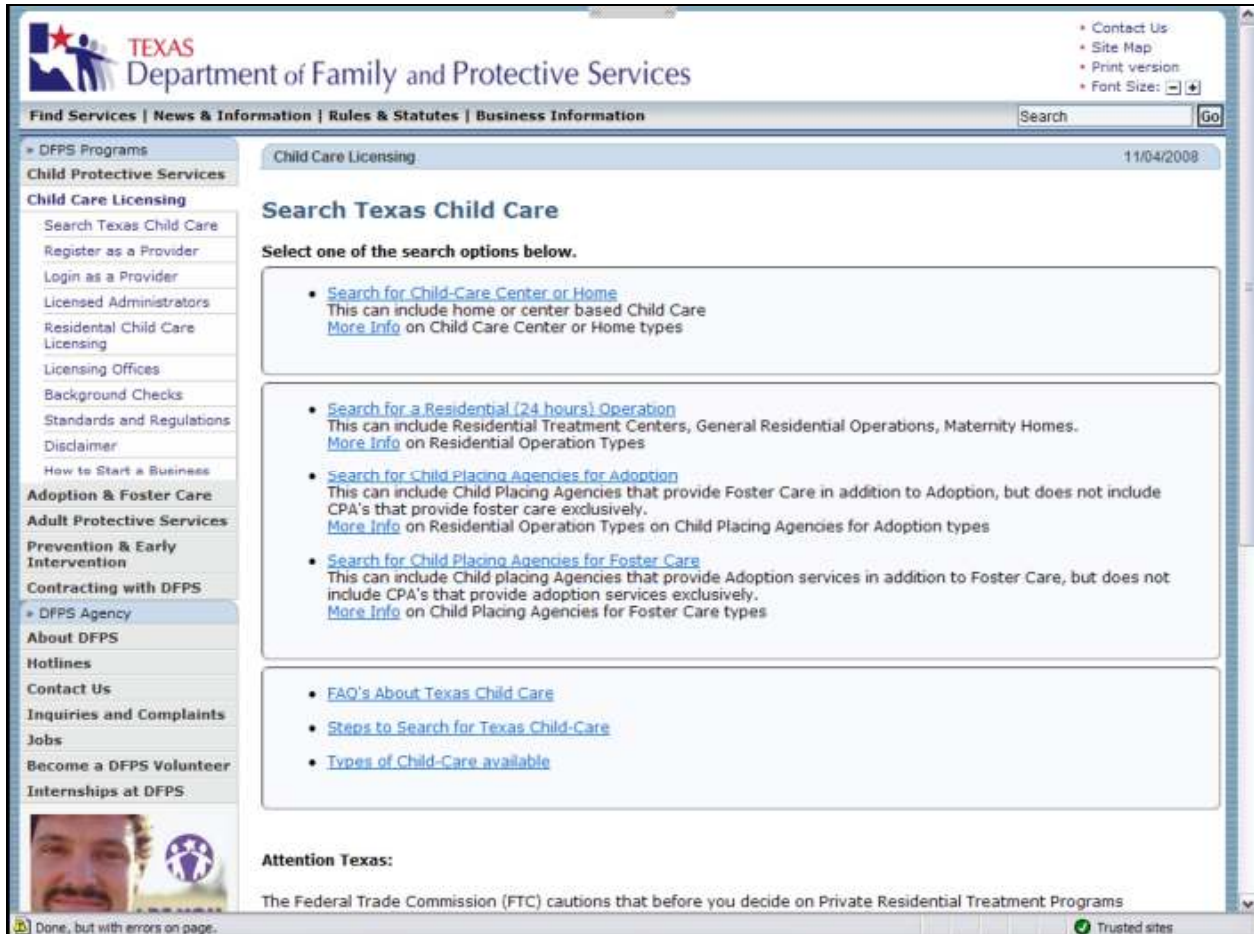 TEXAS
Department of Family and Protective Services
• Contact Us
• Site Map
• Print version
• Font Size: - +
Find Services | News & Information | Rules & Statutes | Business Information
Search
Go
» DFPS Programs
Child Protective Services
Child Care Licensing
Search Texas Child Care
Register as a Provider
Login as a Provider
Licensed Administrators
Residental Child Care
Licensing
Licensing Offices
Background Checks
Standards and Regulations
Disclaimer
How to Start a Business
Adoption & Foster Care
Adult Protective Services
Prevention & Early
Intervention
Contracting with DFPS
» DFPS Agency
About DFPS
Hotlines
Contact Us
Inquiries and Complaints
Jobs
Become a DFPS Volunteer
Internships at DFPS
Child Care Licensing
11/04/2008
Search Texas Child Care
Select one of the search options below.
• Search for Child-Care Center or Home
This can include home or center based Child Care
More Info on Child Care Center or Home types
• Search for a Residential (24 hours) Operation
This can include Residential Treatment Centers, General Residential Operations, Maternity Homes.
More Info on Residential Operation Types
• Search for Child Placing Agencies for Adoption
This can include Child Placing Agencies that provide Foster Care in addition to Adoption, but does not include
CPA's that provide foster care exclusively.
More Info on Residential Operation Types on Child Placing Agencies for Adoption types
• Search for Child Placing Agencies for Foster Care
This can include Child placing Agencies that provide Adoption services in addition to Foster Care, but does not
include CPA's that provide adoption services exclusively.
More Info on Child Placing Agencies for Foster Care types
• FAQ's About Texas Child Care
• Steps to Search for Texas Child-Care
• Types of Child-Care available
Attention Texas:
The Federal Trade Commission (FTC) cautions that before you decide on Private Residential Treatment Programs
Done, but with errors on page.
Trusted sites